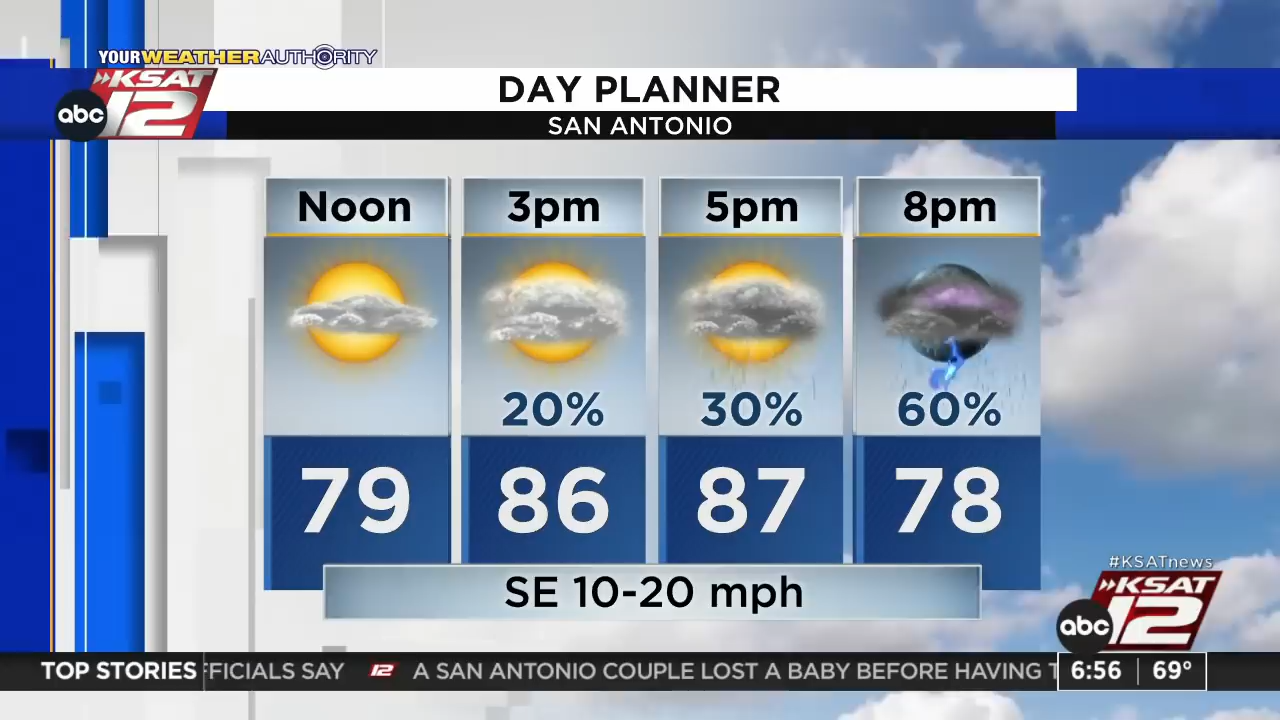 YOURWEATHERAUTHORITY
KSAT
abc 12
DAY PLANNER
SAN ANTONIO
Noon 3pm 5pm 8pm
20% 30% 60%
79 86 87 78
SE 10-20 mph
#KSATnews
KSAT
abc 12
TOP STORIES FFICIALS SAY 12 A SAN ANTONIO COUPLE LOST A BABY BEFORE HAVING 6:56 69°